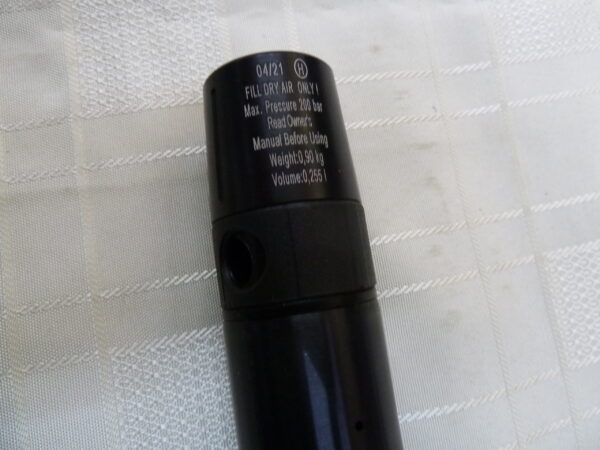 04/21 Ⓗ
FILL DRY AIR ONLY!
Max. Pressure 200 bar
Read Owner's
Manual Before Using
Weight:0,90 kg
Volume:0,255 l